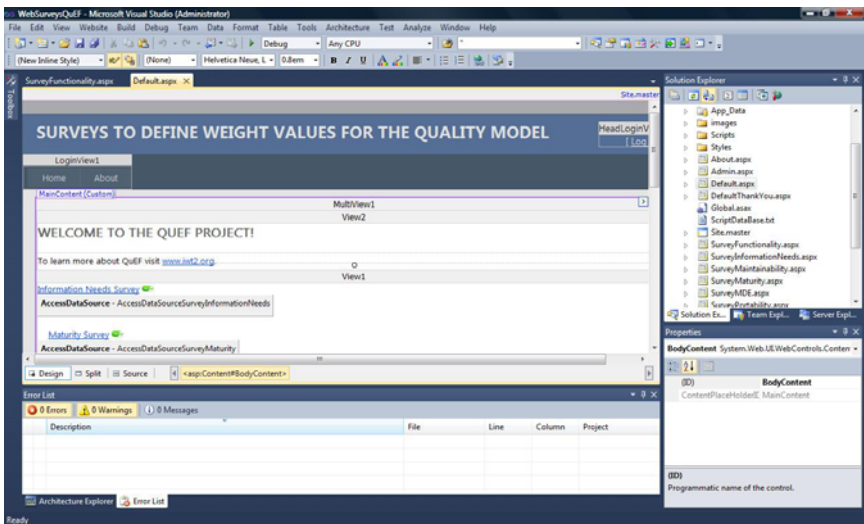 WebSurveysQuEF - Microsoft Visual Studio (Administrator)
File Edit View Website Build Debug Team Data Format Table Tools Architecture Test Analyze Window Help
Debug Any CPU
(New Inline Style) (None) Helvetica Neue, L 0.8em B I U A
Toolbox
SurveyFunctionality.aspx Default.aspx
Site.master
SURVEYS TO DEFINE WEIGHT VALUES FOR THE QUALITY MODEL
HeadLoginV
[ Log
LoginView1
Home About
MainContent (Custom)
MultiView1
View2
WELCOME TO THE QUEF PROJECT!
To learn more about QuEF visit www.iwt2.org.
View1
Information Needs Survey
AccessDataSource - AccessDataSourceSurveyInformationNeeds
Maturity Survey
AccessDataSource - AccessDataSourceSurveyMaturity
Design Split Source <asp:Content#BodyContent>
Error List
0 Errors 0 Warnings 0 Messages
Description File Line Column Project
Architecture Explorer Error List
Ready
Solution Explorer
App_Data
images
Scripts
Styles
About.aspx
Admin.aspx
Default.aspx
DefaultThankYou.aspx
Global.asax
ScriptDataBase.txt
Site.master
SurveyFunctionality.aspx
SurveyInformationNeeds.aspx
SurveyMaintainability.aspx
SurveyMaturity.aspx
SurveyMDE.aspx
SurveyPortability.aspx
Solution Ex... Team Expl... Server Expl...
Properties
BodyContent System.Web.UI.WebControls.Conten
(ID) BodyContent
ContentPlaceHolderI MainContent
(ID)
Programmatic name of the control.